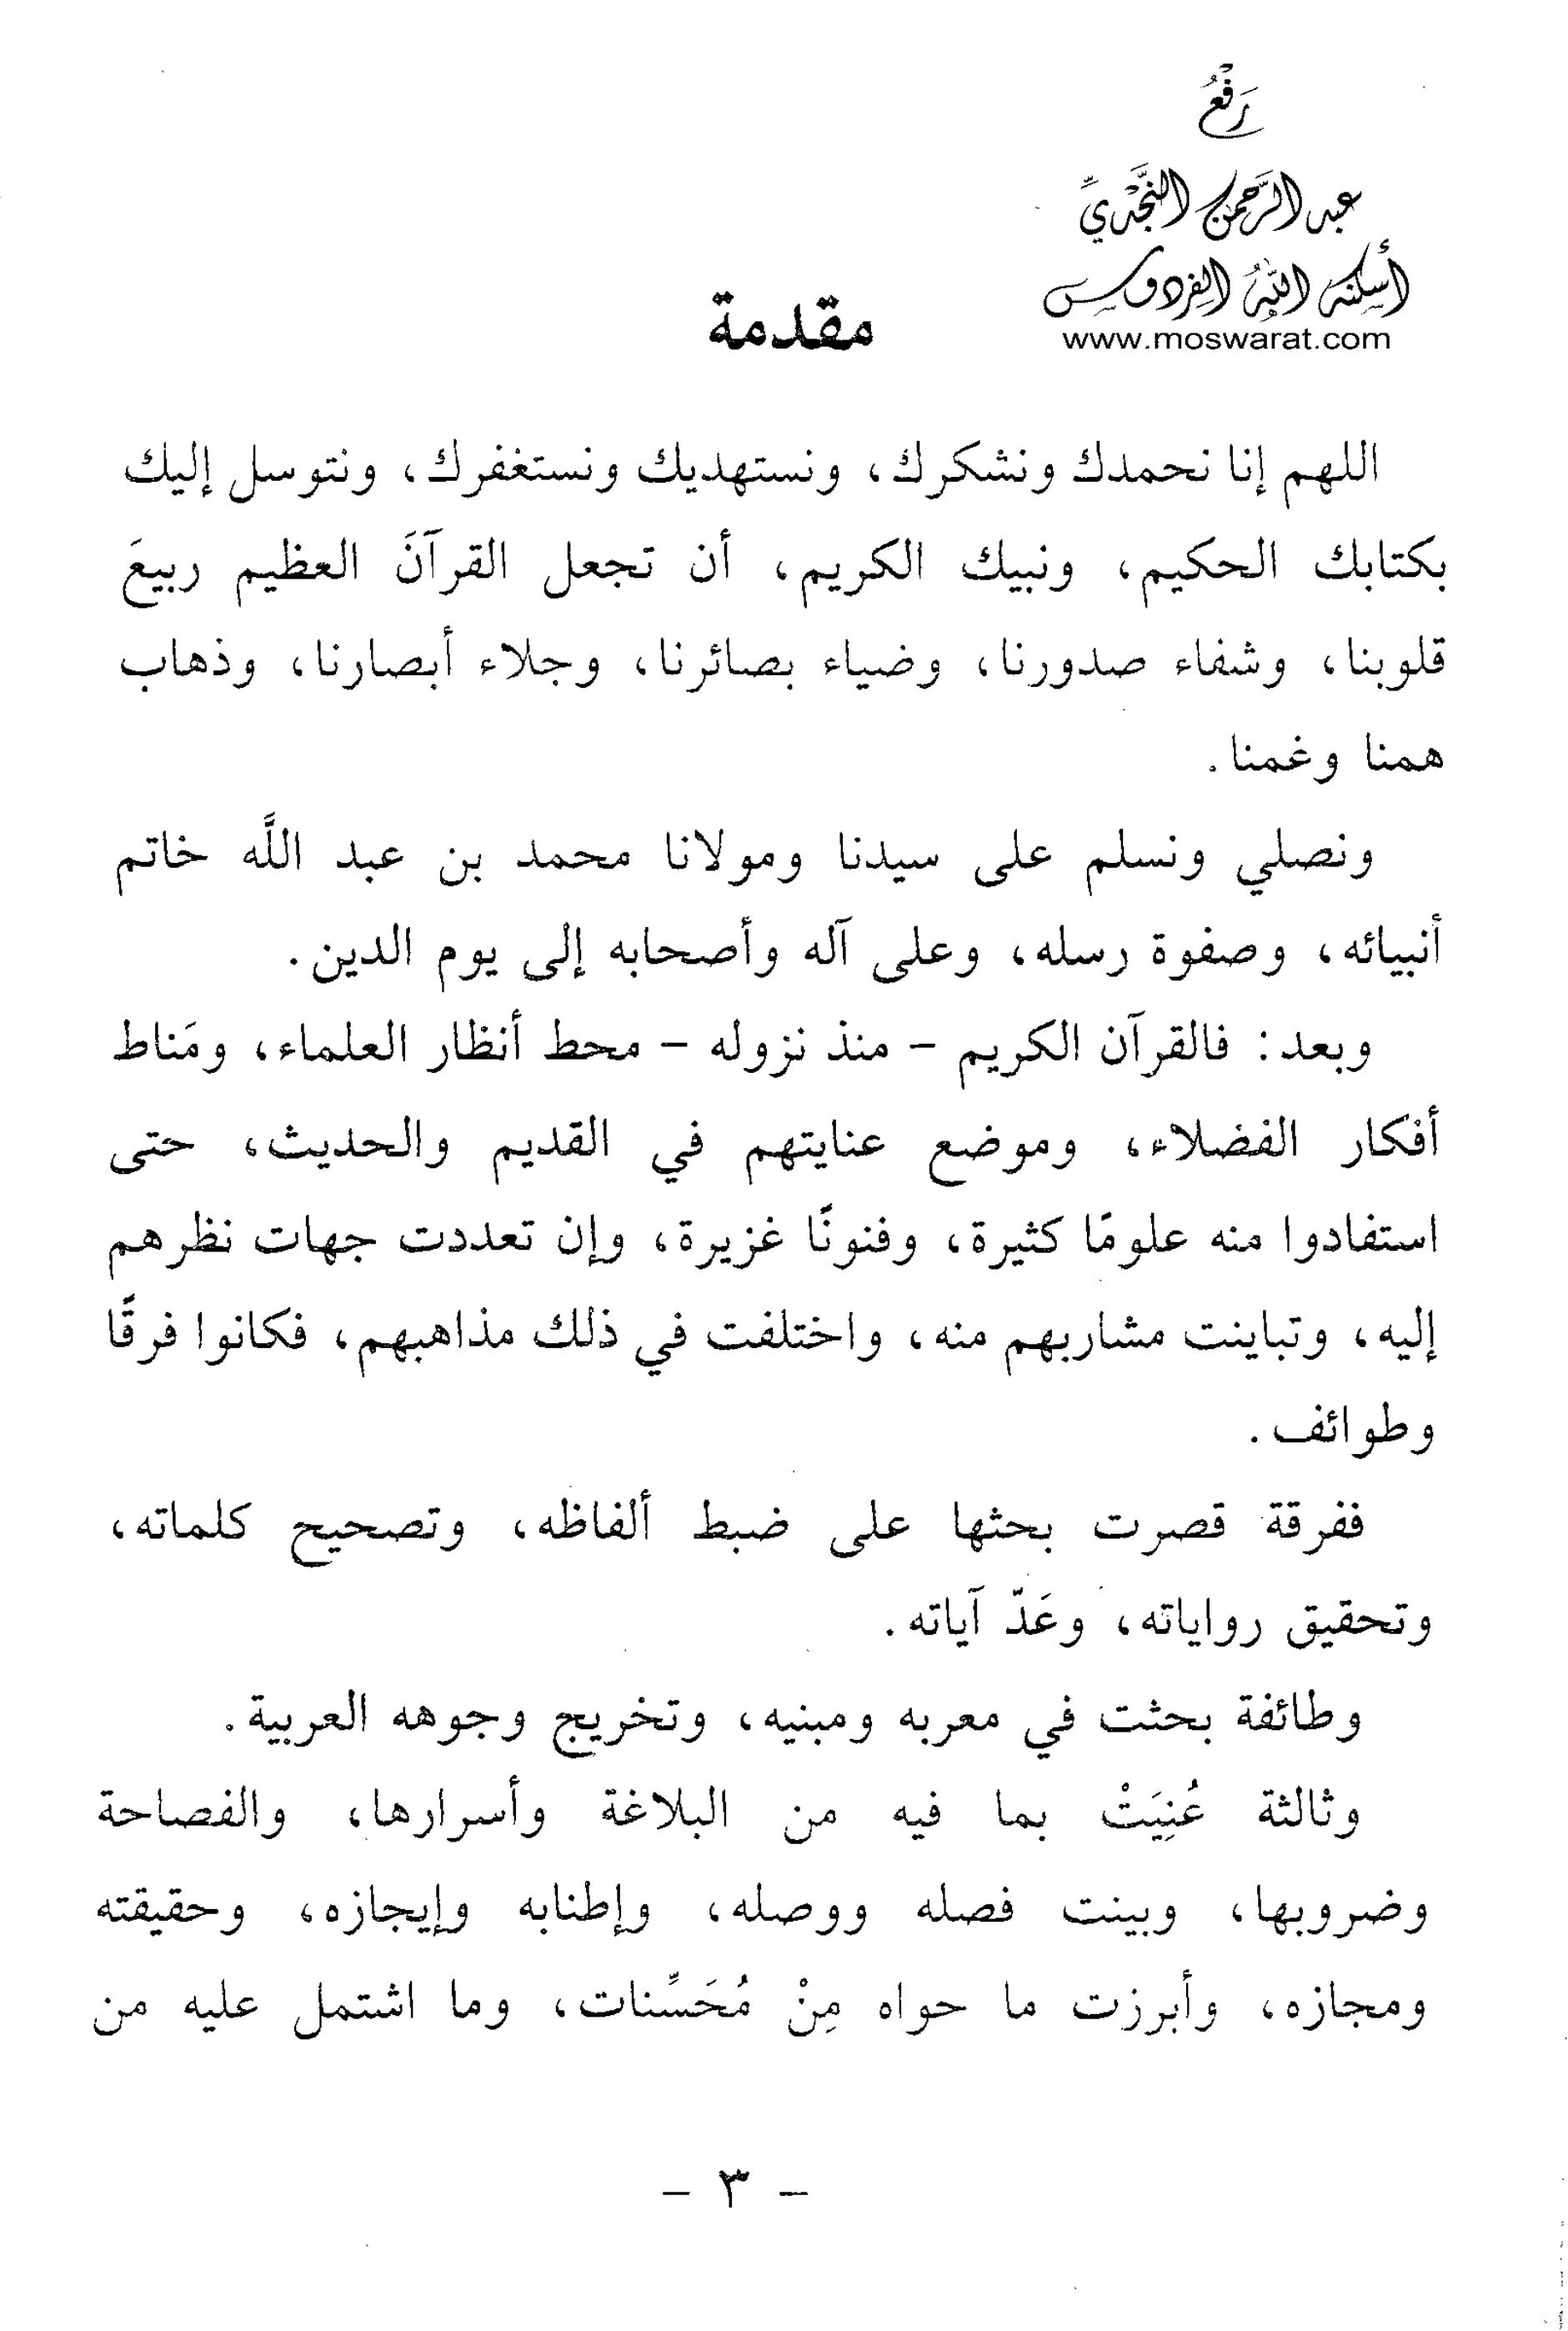 رَفْعُ
عبد الرَّحمن النَّجْدِيِّ
أسكنه اللهُ الفردوس
www.moswarat.com
مقدمة
اللهم إنا نحمدك ونشكرك، ونستهديك ونستغفرك، ونتوسل إليك
بكتابك الحكيم، ونبيك الكريم، أن تجعل القرآنَ العظيم ربيعَ
قلوبنا، وشفاء صدورنا، وضياء بصائرنا، وجلاء أبصارنا، وذهاب
همنا وغمنا.
ونصلي ونسلم على سيدنا ومولانا محمد بن عبد اللَّه خاتم
أنبيائه، وصفوة رسله، وعلى آله وأصحابه إلى يوم الدين.
وبعد: فالقرآن الكريم - منذ نزوله - محط أنظار العلماء، ومَناط
أفكار الفضلاء، وموضع عنايتهم في القديم والحديث، حتى
استفادوا منه علومًا كثيرة، وفنونًا غزيرة، وإن تعددت جهات نظرهم
إليه، وتباينت مشاربهم منه، واختلفت في ذلك مذاهبهم، فكانوا فرقًا
وطوائف.
ففرقة قصرت بحثها على ضبط ألفاظه، وتصحيح كلماته،
وتحقيق رواياته، وعَدّ آياته.
وطائفة بحثت في معربه ومبنيه، وتخريج وجوهه العربية.
وثالثة عُنِيَتْ بما فيه من البلاغة وأسرارها، والفصاحة
وضروبها، وبينت فصله ووصله، وإطنابه وإيجازه، وحقيقته
ومجازه، وأبرزت ما حواه مِنْ مُحَسِّنات، وما اشتمل عليه من
- ٣ -